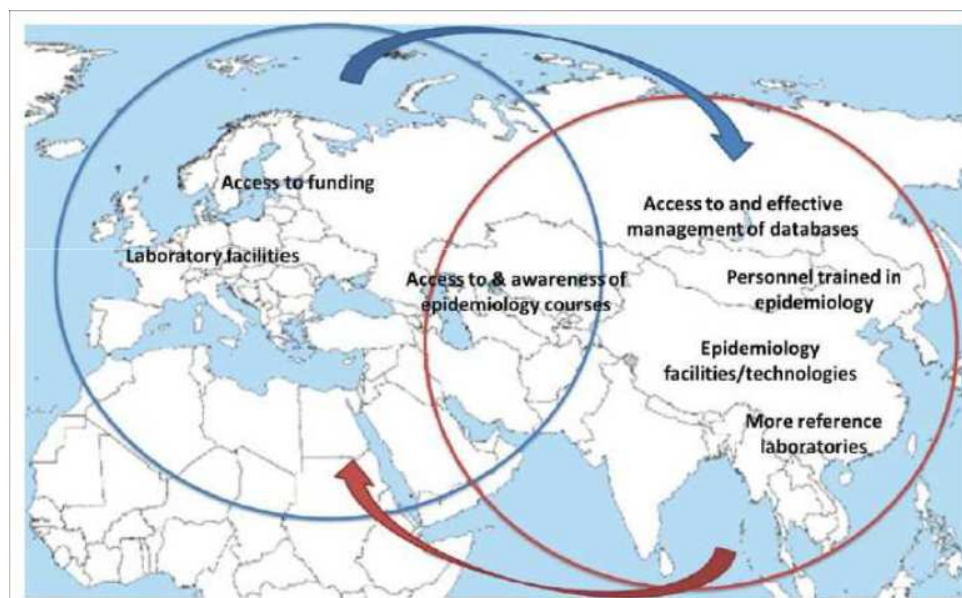 Access to funding
Laboratory facilities
Access to & awareness of
epidemiology courses
Access to and effective
management of databases
Personnel trained in
epidemiology
Epidemiology
facilities/technologies
More reference
laboratories